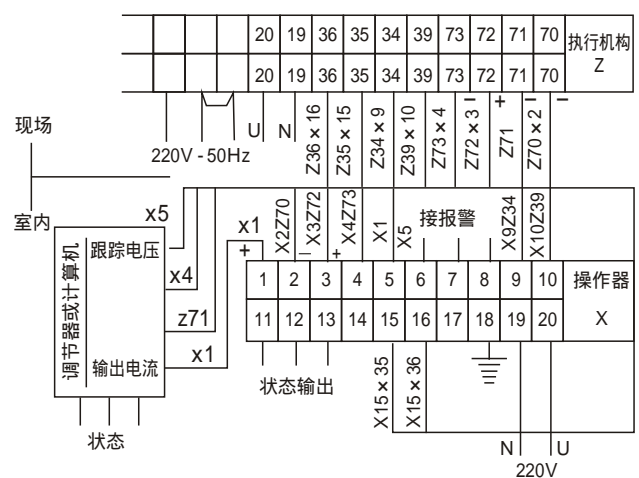 20 19 36 35 34 39 73 72 71 70 执行机构
20 19 36 35 34 39 73 72 71 70 Z
现场
室内
220V - 50Hz
U N
Z36×16
Z35×15
Z34×9
Z39×10
Z73×4
Z72×3
−
+
Z71
−
Z70×2
−
x5
x4
z71
x1
x1
+
X2Z70
X3Z72
−
+
X4Z73
X1
X5
接报警
X9Z34
X10Z39
调节器或计算机
跟踪电压
输出电流
状态
1 2 3 4 5 6 7 8 9 10 操作器
11 12 13 14 15 16 17 18 19 20 X
状态输出
X15×35
X15×36
N U
220V